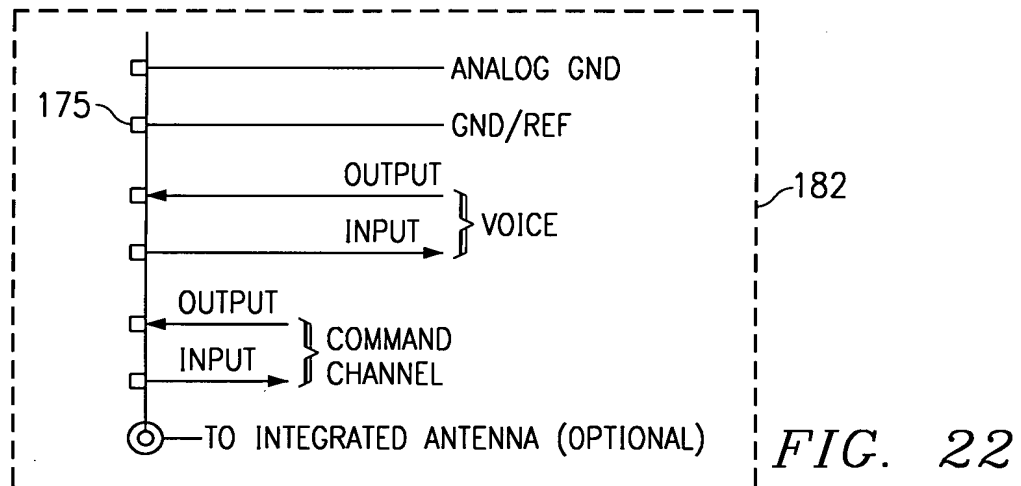 ANALOG GND
175
GND/REF
OUTPUT
182
VOICE
INPUT
OUTPUT
COMMAND
CHANNEL
INPUT
TO INTEGRATED ANTENNA (OPTIONAL)
FIG. 22